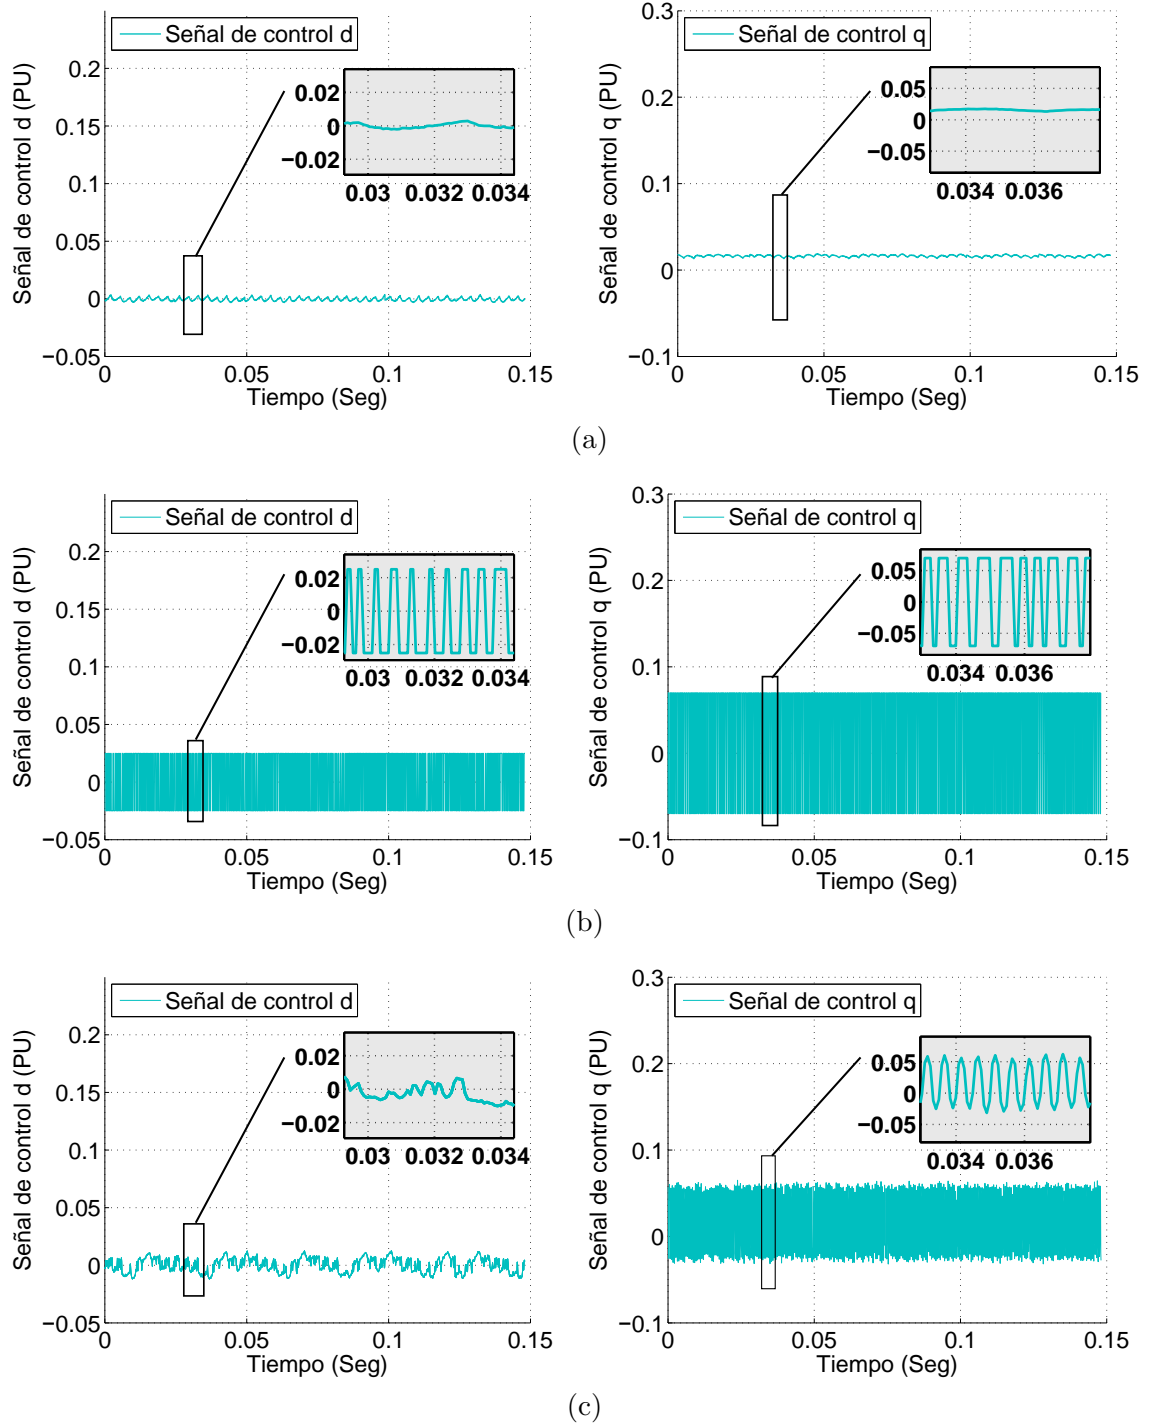 Señal de control d (PU)
Señal de control d
0.2
0.15
0.1
0.05
0
−0.05
0.02
0
−0.02
0.03 0.032 0.034
0 0.05 0.1 0.15
Tiempo (Seg)
Señal de control q (PU)
Señal de control q
0.3
0.2
0.1
0
−0.1
0.05
0
−0.05
0.034 0.036
0 0.05 0.1 0.15
Tiempo (Seg)
(a)
Señal de control d (PU)
Señal de control d
0.2
0.15
0.1
0.05
0
−0.05
0.02
0
−0.02
0.03 0.032 0.034
0 0.05 0.1 0.15
Tiempo (Seg)
Señal de control q (PU)
Señal de control q
0.3
0.2
0.1
0
−0.1
0.05
0
−0.05
0.034 0.036
0 0.05 0.1 0.15
Tiempo (Seg)
(b)
Señal de control d (PU)
Señal de control d
0.2
0.15
0.1
0.05
0
−0.05
0.02
0
−0.02
0.03 0.032 0.034
0 0.05 0.1 0.15
Tiempo (Seg)
Señal de control q (PU)
Señal de control q
0.3
0.2
0.1
0
−0.1
0.05
0
−0.05
0.034 0.036
0 0.05 0.1 0.15
Tiempo (Seg)
(c)